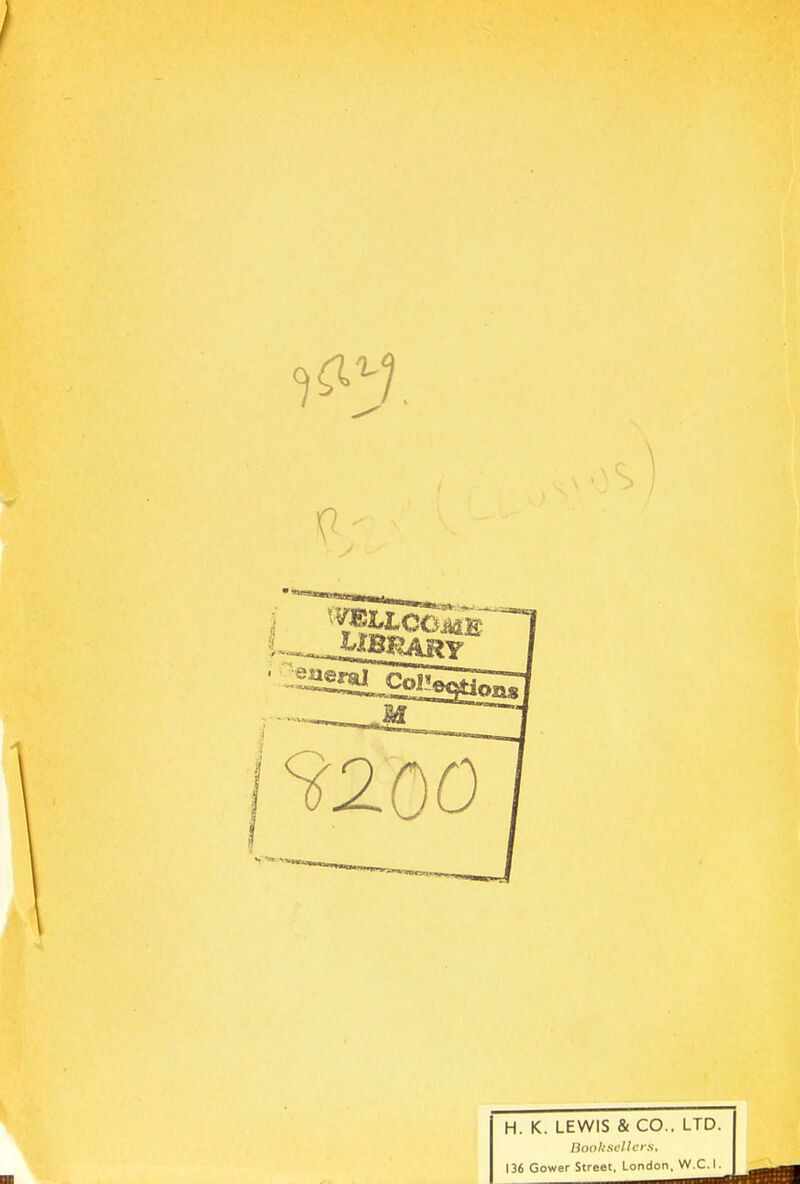 WELLCOME
LIBRARY
General Collections
M
8200
H. K. LEWIS & CO., LTD.
Booksellers,
136 Gower Street, London, W.C.1.